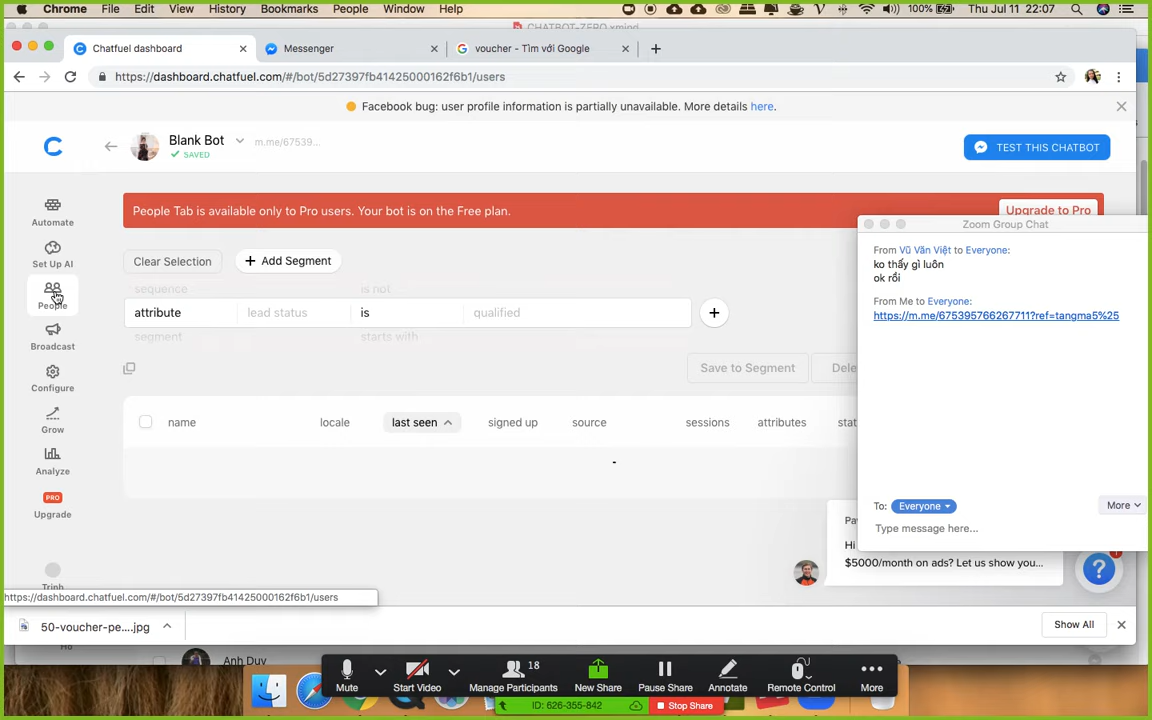 Chrome File Edit View History Bookmarks People Window Help 100% Thu Jul 11 22:07
CHATBOT-ZERO.xmind
Chatfuel dashboard Messenger voucher - Tìm với Google
https://dashboard.chatfuel.com/#/bot/5d27397fb41425000162f6b1/users
Facebook bug: user profile information is partially unavailable. More details here.
Blank Bot m.me/67539...
SAVED
TEST THIS CHATBOT
Automate
Set Up AI
People
Broadcast
Configure
Grow
Analyze
PRO
Upgrade
Trinh
People Tab is available only to Pro users. Your bot is on the Free plan.
Upgrade to Pro
Clear Selection + Add Segment
sequence is not
attribute lead status is qualified
segment starts with
Save to Segment Dele
name locale last seen signed up source sessions attributes stat
-
Zoom Group Chat
From Vũ Văn Việt to Everyone:
ko thấy gì luôn
ok rồi
From Me to Everyone:
https://m.me/675395766267711?ref=tangma5%25
To: Everyone More
Type message here...
Hi
$5000/month on ads? Let us show you...
1
?
https://dashboard.chatfuel.com/#/bot/5d27397fb41425000162f6b1/users
50-voucher-pe....jpg
Show All
Anh Duy
Mute Start Video Manage Participants 18 New Share Pause Share Annotate Remote Control More
ID: 626-355-842 Stop Share